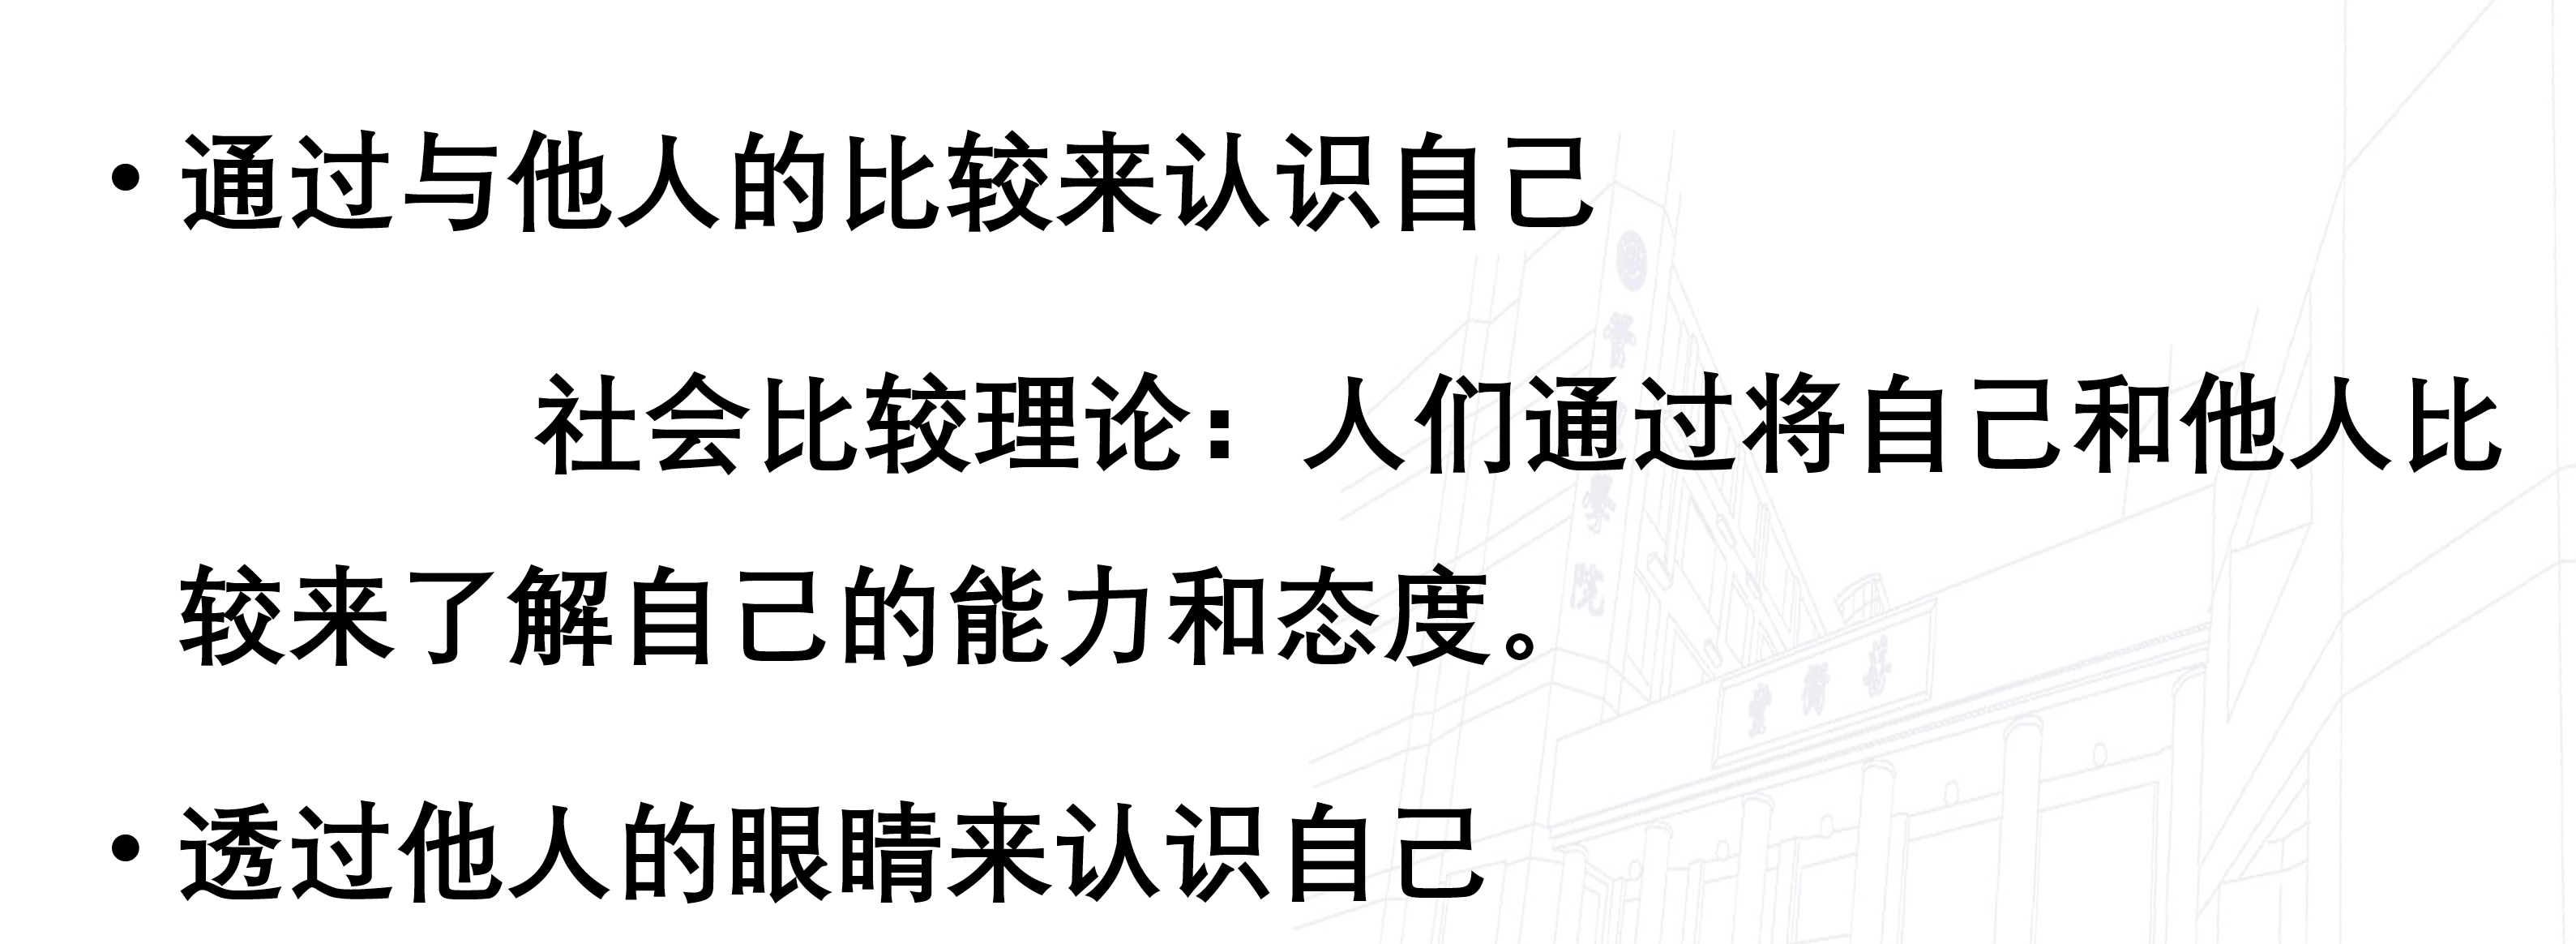 • 通过与他人的比较来认识自己
社会比较理论：人们通过将自己和他人比
较来了解自己的能力和态度。
• 透过他人的眼睛来认识自己